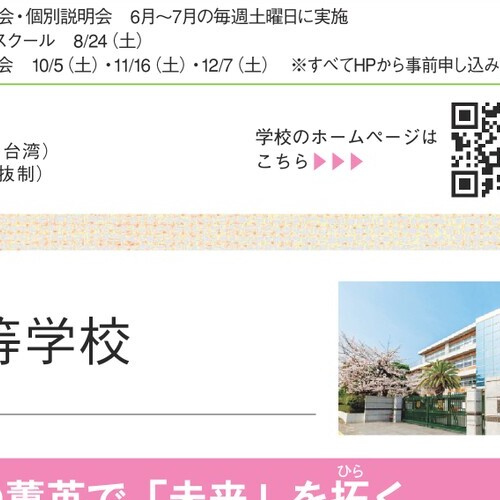 会・個別説明会　6月〜7月の毎週土曜日に実施
スクール　8/24（土）
会　10/5（土）・11/16（土）・12/7（土）　※すべてHPから事前申し込み
台湾）
抜制）
学校のホームページは
こちら▶▶▶
等学校
ひら
の菁莪で「未来」を拓く